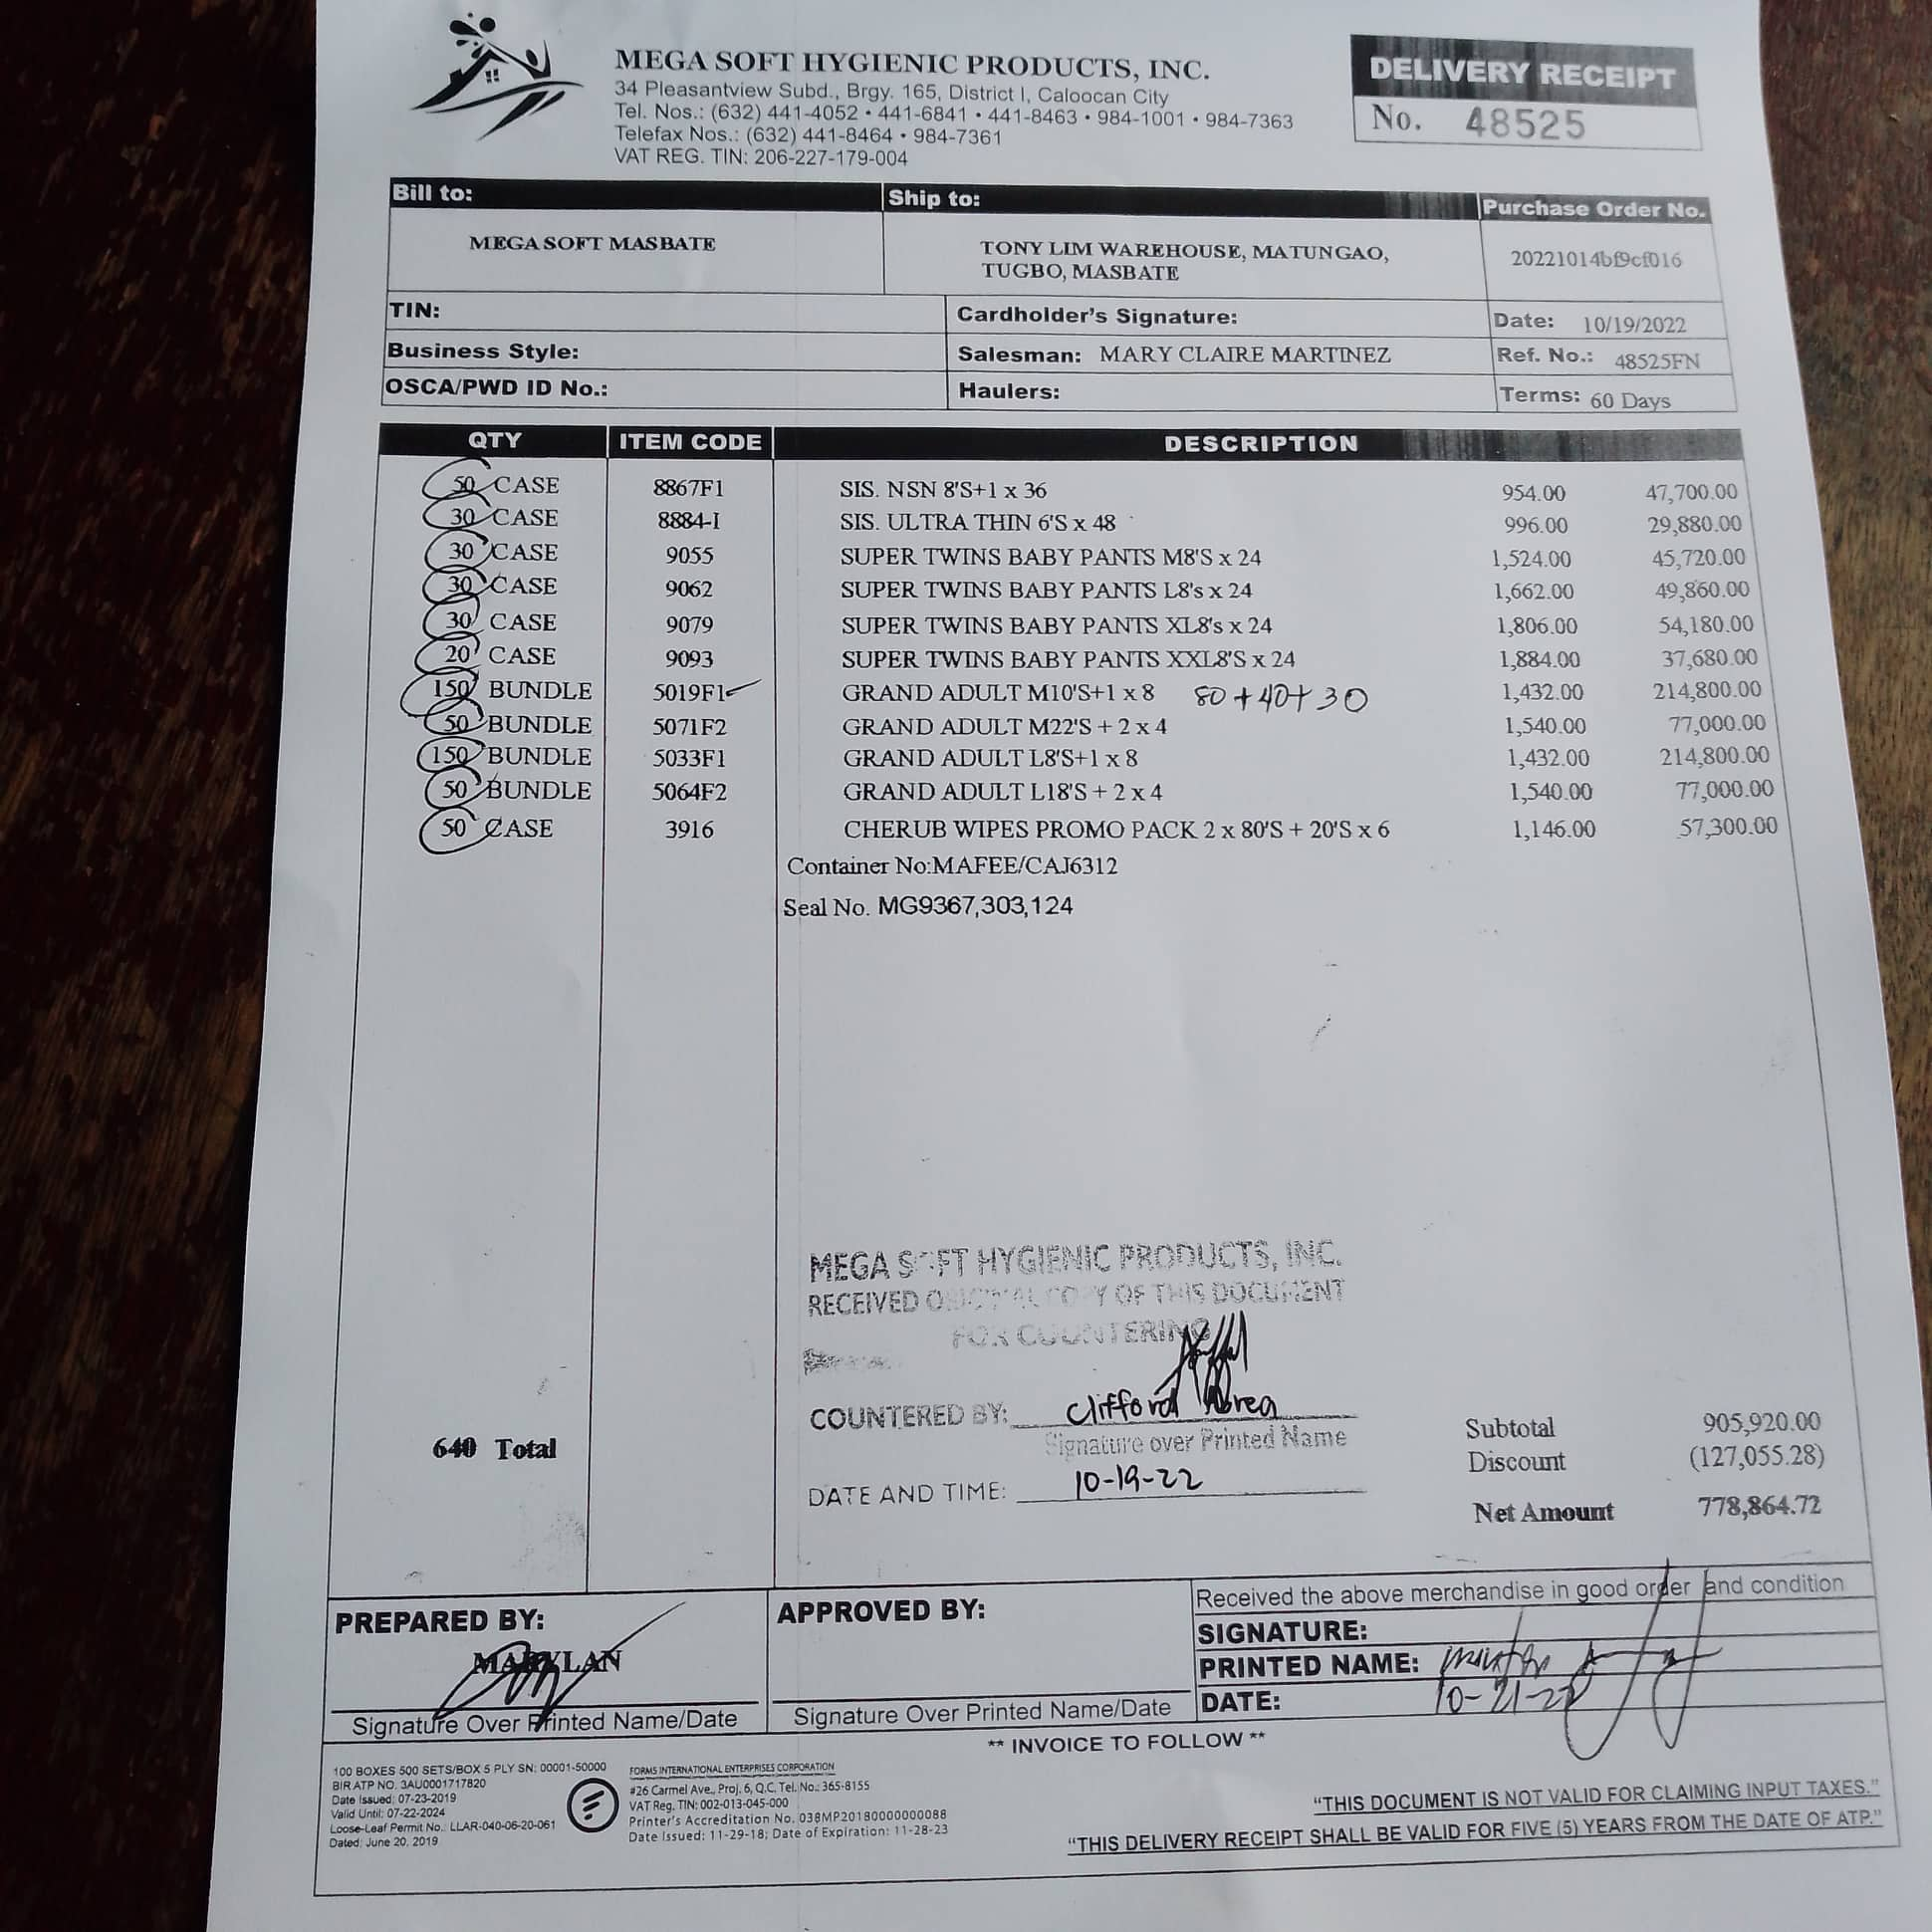 MEGA SOFT HYGIENIC PRODUCTS, INC.
34 Pleasantview Subd., Brgy. 165, District I, Caloocan City
Tel. Nos.: (632) 441-4052 • 441-6841 • 441-8463 • 984-1001 • 984-7363
Telefax Nos.: (632) 441-8464 • 984-7361
VAT REG. TIN: 206-227-179-004
DELIVERY RECEIPT
No. 48525
Bill to: Ship to: Purchase Order No.
MEGA SOFT MASBATE TONY LIM WAREHOUSE, MATUNGAO, 20221014bf9cf016
TUGBO, MASBATE
TIN: Cardholder's Signature: Date: 10/19/2022
Business Style: Salesman: MARY CLAIRE MARTINEZ Ref. No.: 48525FN
OSCA/PWD ID No.: Haulers: Terms: 60 Days
QTY ITEM CODE DESCRIPTION
50 CASE 8867F1 SIS. NSN 8'S+1 x 36 954.00 47,700.00
30 CASE 8884-I SIS. ULTRA THIN 6'S x 48 996.00 29,880.00
30 CASE 9055 SUPER TWINS BABY PANTS M8'S x 24 1,524.00 45,720.00
30 CASE 9062 SUPER TWINS BABY PANTS L8's x 24 1,662.00 49,860.00
30 CASE 9079 SUPER TWINS BABY PANTS XL8's x 24 1,806.00 54,180.00
20 CASE 9093 SUPER TWINS BABY PANTS XXL8'S x 24 1,884.00 37,680.00
150 BUNDLE 5019F1 GRAND ADULT M10'S+1 x 8 80+40+30 1,432.00 214,800.00
50 BUNDLE 5071F2 GRAND ADULT M22'S + 2 x 4 1,540.00 77,000.00
150 BUNDLE 5033F1 GRAND ADULT L8'S+1 x 8 1,432.00 214,800.00
50 BUNDLE 5064F2 GRAND ADULT L18'S + 2 x 4 1,540.00 77,000.00
50 CASE 3916 CHERUB WIPES PROMO PACK 2 x 80'S + 20'S x 6 1,146.00 57,300.00
Container No:MAFEE/CAJ6312
Seal No. MG9367,303,124
MEGA SOFT HYGIENIC PRODUCTS, INC.
RECEIVED ORIGINAL COPY OF THIS DOCUMENT
FOR COUNTERING
COUNTERED BY: Clifford
Signature over Printed Name
DATE AND TIME: 10-19-22
640 Total
Subtotal 905,920.00
Discount (127,055.28)
Net Amount 778,864.72
PREPARED BY:
MARYLAN
Signature Over Printed Name/Date
APPROVED BY:
Signature Over Printed Name/Date
Received the above merchandise in good order and condition
SIGNATURE:
PRINTED NAME:
DATE: 10-21-22
** INVOICE TO FOLLOW **
100 BOXES 500 SETS/BOX 5 PLY SN: 00001-50000
BIR ATP NO. 3AU0001717820
Date Issued: 07-23-2019
Valid Until: 07-22-2024
Loose-Leaf Permit No.: LLAR-040-06-20-061
Dated: June 20, 2019
FORMS INTERNATIONAL ENTERPRISES CORPORATION
#26 Carmel Ave., Proj. 6, Q.C. Tel. No.: 365-8155
VAT Reg. TIN: 002-013-045-000
Printer's Accreditation No. 038MP20180000000088
Date Issued: 11-29-18; Date of Expiration: 11-28-23
"THIS DOCUMENT IS NOT VALID FOR CLAIMING INPUT TAXES."
"THIS DELIVERY RECEIPT SHALL BE VALID FOR FIVE (5) YEARS FROM THE DATE OF ATP."